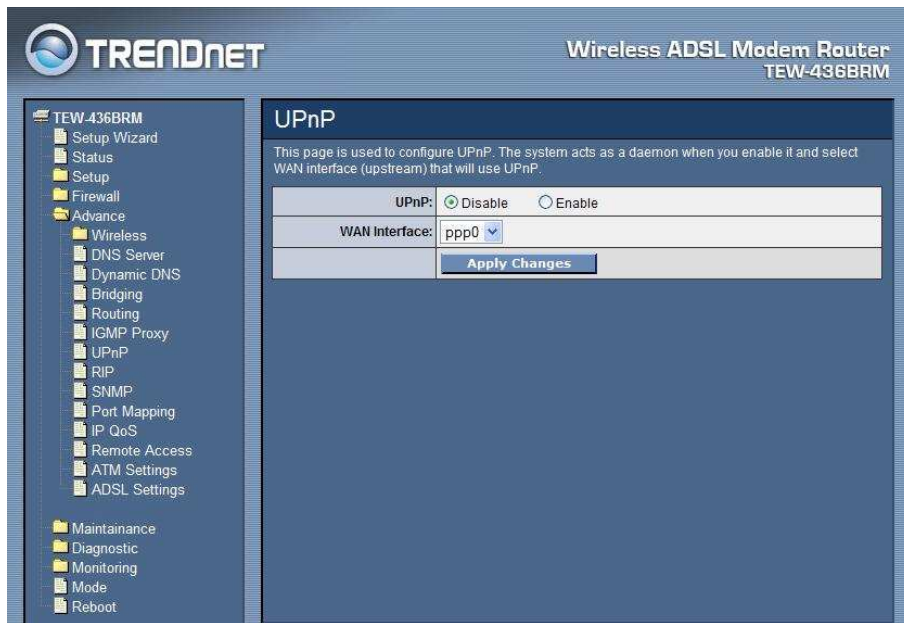 TRENDnet
Wireless ADSL Modem Router
TEW-436BRM
TEW-436BRM
Setup Wizard
Status
Setup
Firewall
Advance
Wireless
DNS Server
Dynamic DNS
Bridging
Routing
IGMP Proxy
UPnP
RIP
SNMP
Port Mapping
IP QoS
Remote Access
ATM Settings
ADSL Settings
Maintainance
Diagnostic
Monitoring
Mode
Reboot
UPnP
This page is used to configure UPnP. The system acts as a daemon when you enable it and select
WAN interface (upstream) that will use UPnP.
UPnP: Disable Enable
WAN Interface: ppp0
Apply Changes